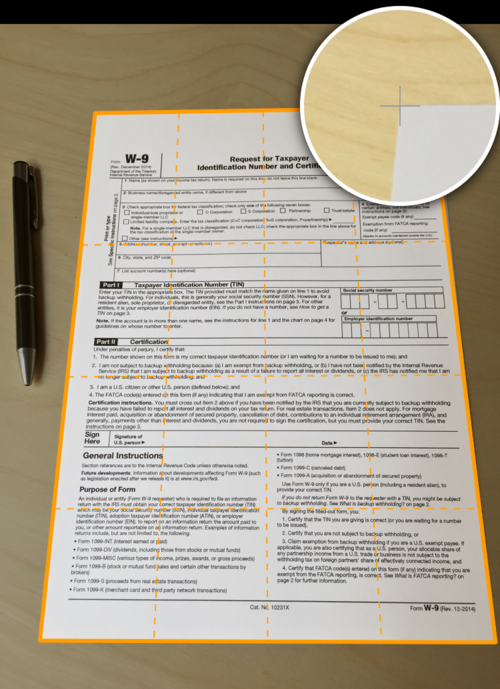 Form W-9
(Rev. December 2014)
Department of the Treasury
Internal Revenue Service
Request for Taxpayer
Identification Number and Certif
1 Name (as shown on your income tax return). Name is required on this line; do not leave this line blank.
2 Business name/disregarded entity name, if different from above
3 Check appropriate box for federal tax classification; check only one of the following seven boxes:
Individual/sole proprietor or single-member LLC
C Corporation
S Corporation
Partnership
Trust/estate
Limited liability company. Enter the tax classification (C=C corporation, S=S corporation, P=partnership) ▶
Note. For a single-member LLC that is disregarded, do not check LLC; check the appropriate box in the line above for
the tax classification of the single-member owner.
Other (see instructions) ▶
instructions on page 3):
Exempt payee code (if any)
Exemption from FATCA reporting
code (if any)
Print or type
See Specific Instructions on page 2.
5 Address (number, street, and apt. or suite no.)
Requester's name and address (optional)
6 City, state, and ZIP code
7 List account number(s) here (optional)
Part I Taxpayer Identification Number (TIN)
Enter your TIN in the appropriate box. The TIN provided must match the name given on line 1 to avoid
backup withholding. For individuals, this is generally your social security number (SSN). However, for a
resident alien, sole proprietor, or disregarded entity, see the Part I instructions on page 3. For other
entities, it is your employer identification number (EIN). If you do not have a number, see How to get a
TIN on page 3.
Note. If the account is in more than one name, see the instructions for line 1 and the chart on page 4 for
guidelines on whose number to enter.
Social security number
or
Employer identification number
Part II Certification
Under penalties of perjury, I certify that:
1. The number shown on this form is my correct taxpayer identification number (or I am waiting for a number to be issued to me); and
2. I am not subject to backup withholding because: (a) I am exempt from backup withholding, or (b) I have not been notified by the Internal Revenue
Service (IRS) that I am subject to backup withholding as a result of a failure to report all interest or dividends, or (c) the IRS has notified me that I am
no longer subject to backup withholding; and
3. I am a U.S. citizen or other U.S. person (defined below); and
4. The FATCA code(s) entered on this form (if any) indicating that I am exempt from FATCA reporting is correct.
Certification instructions. You must cross out item 2 above if you have been notified by the IRS that you are currently subject to backup withholding
because you have failed to report all interest and dividends on your tax return. For real estate transactions, item 2 does not apply. For mortgage
interest paid, acquisition or abandonment of secured property, cancellation of debt, contributions to an individual retirement arrangement (IRA), and
generally, payments other than interest and dividends, you are not required to sign the certification, but you must provide your correct TIN. See the
instructions on page 3.
Sign
Here
Signature of
U.S. person ▶
Date ▶
General Instructions
Section references are to the Internal Revenue Code unless otherwise noted.
Future developments. Information about developments affecting Form W-9 (such
as legislation enacted after we release it) is at www.irs.gov/fw9.
Purpose of Form
An individual or entity (Form W-9 requester) who is required to file an information
return with the IRS must obtain your correct taxpayer identification number (TIN)
which may be your social security number (SSN), individual taxpayer identification
number (ITIN), adoption taxpayer identification number (ATIN), or employer
identification number (EIN), to report on an information return the amount paid to
you, or other amount reportable on an information return. Examples of information
returns include, but are not limited to, the following:
• Form 1099-INT (interest earned or paid)
• Form 1099-DIV (dividends, including those from stocks or mutual funds)
• Form 1099-MISC (various types of income, prizes, awards, or gross proceeds)
• Form 1099-B (stock or mutual fund sales and certain other transactions by
brokers)
• Form 1099-S (proceeds from real estate transactions)
• Form 1099-K (merchant card and third party network transactions)
• Form 1098 (home mortgage interest), 1098-E (student loan interest), 1098-T
(tuition)
• Form 1099-C (canceled debt)
• Form 1099-A (acquisition or abandonment of secured property)
Use Form W-9 only if you are a U.S. person (including a resident alien), to
provide your correct TIN.
If you do not return Form W-9 to the requester with a TIN, you might be subject
to backup withholding. See What is backup withholding? on page 2.
By signing the filled-out form, you:
1. Certify that the TIN you are giving is correct (or you are waiting for a number
to be issued),
2. Certify that you are not subject to backup withholding, or
3. Claim exemption from backup withholding if you are a U.S. exempt payee. If
applicable, you are also certifying that as a U.S. person, your allocable share of
any partnership income from a U.S. trade or business is not subject to the
withholding tax on foreign partners' share of effectively connected income, and
4. Certify that FATCA code(s) entered on this form (if any) indicating that you are
exempt from the FATCA reporting, is correct. See What is FATCA reporting? on
page 2 for further information.
Cat. No. 10231X
Form W-9 (Rev. 12-2014)